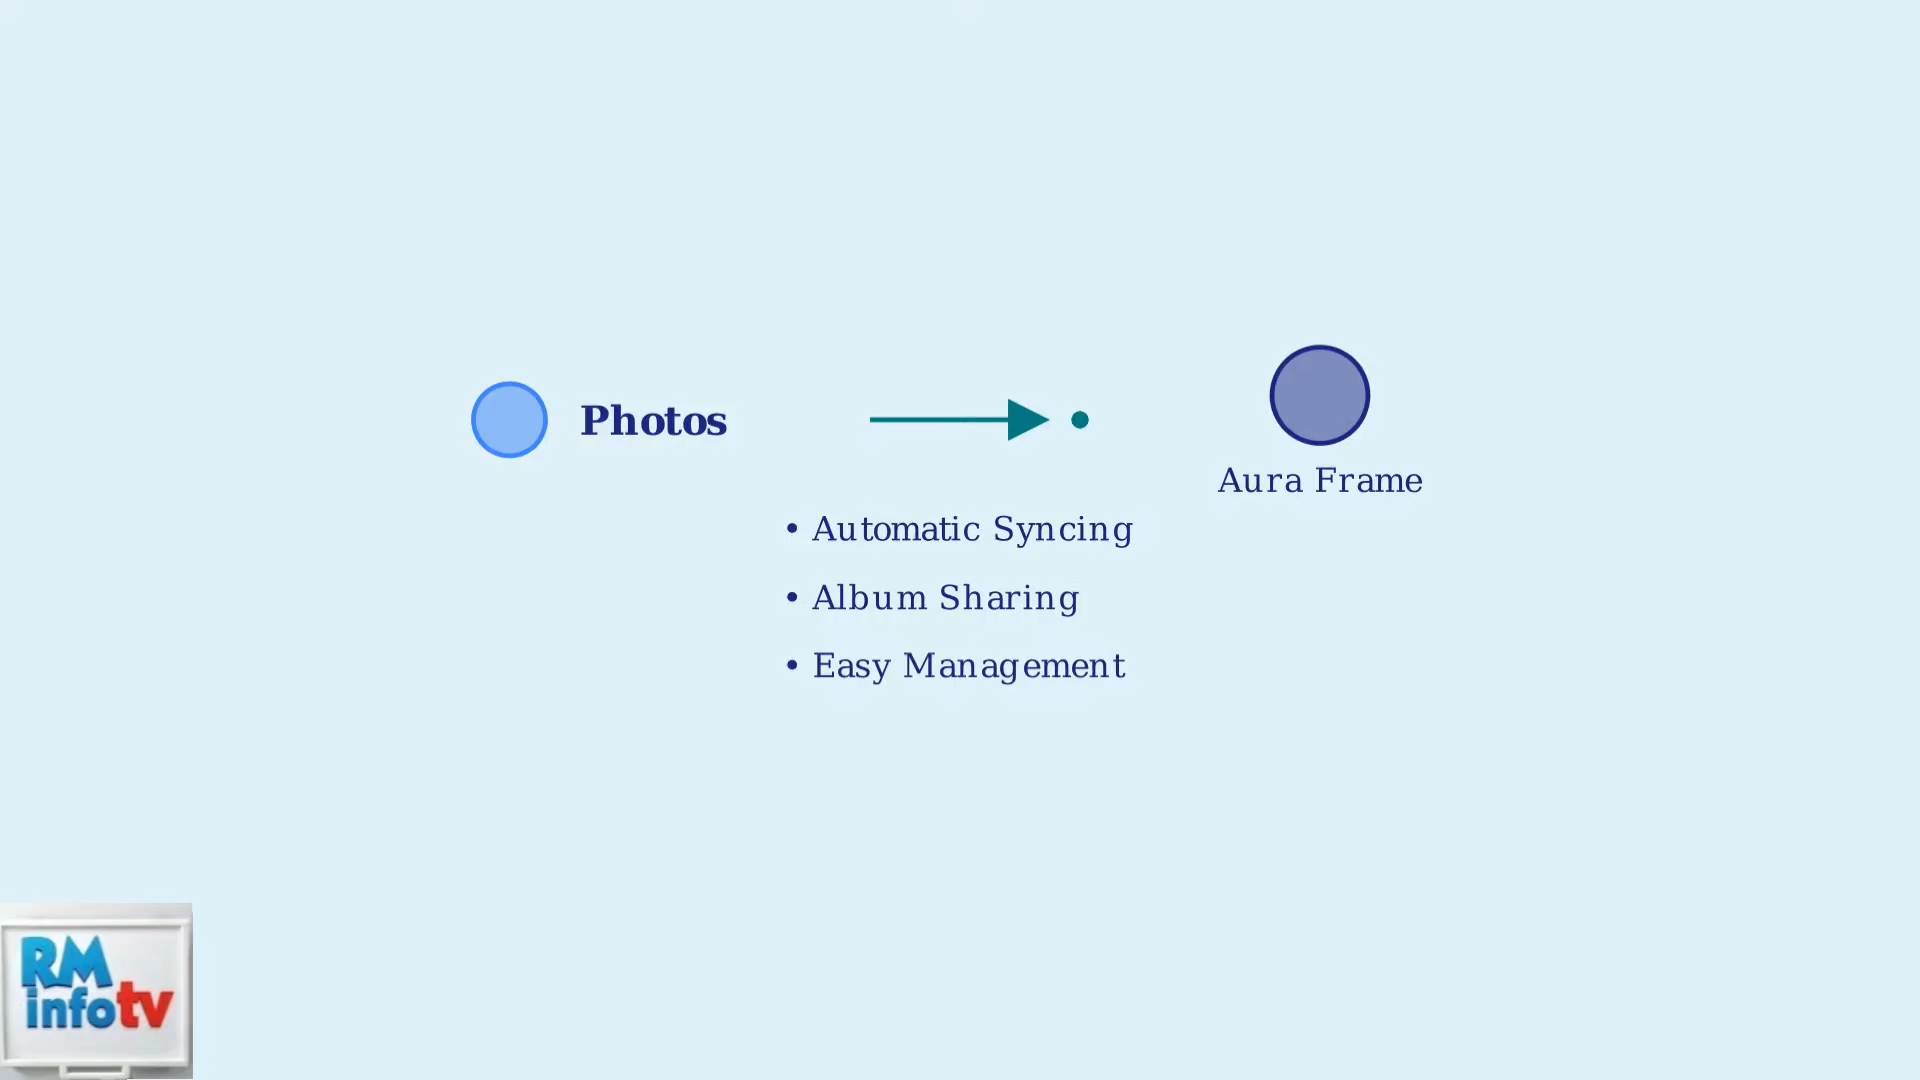 Photos
Aura Frame
• Automatic Syncing
• Album Sharing
• Easy Management
RM
infotv